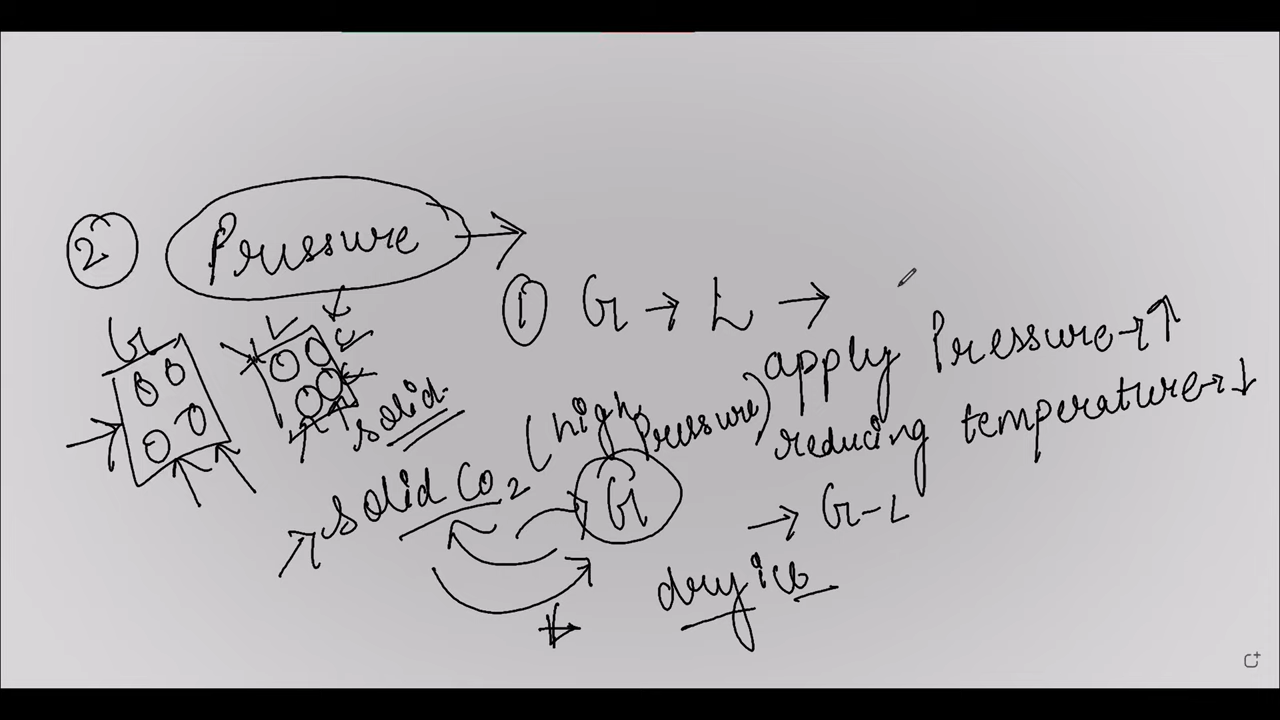 2. Pressure →
① G → L →
apply Pressure → ↑
reducing temperature → ↓
→ G - L
G
L
solid.
solid CO2 (high Pressure)
G
dry ice